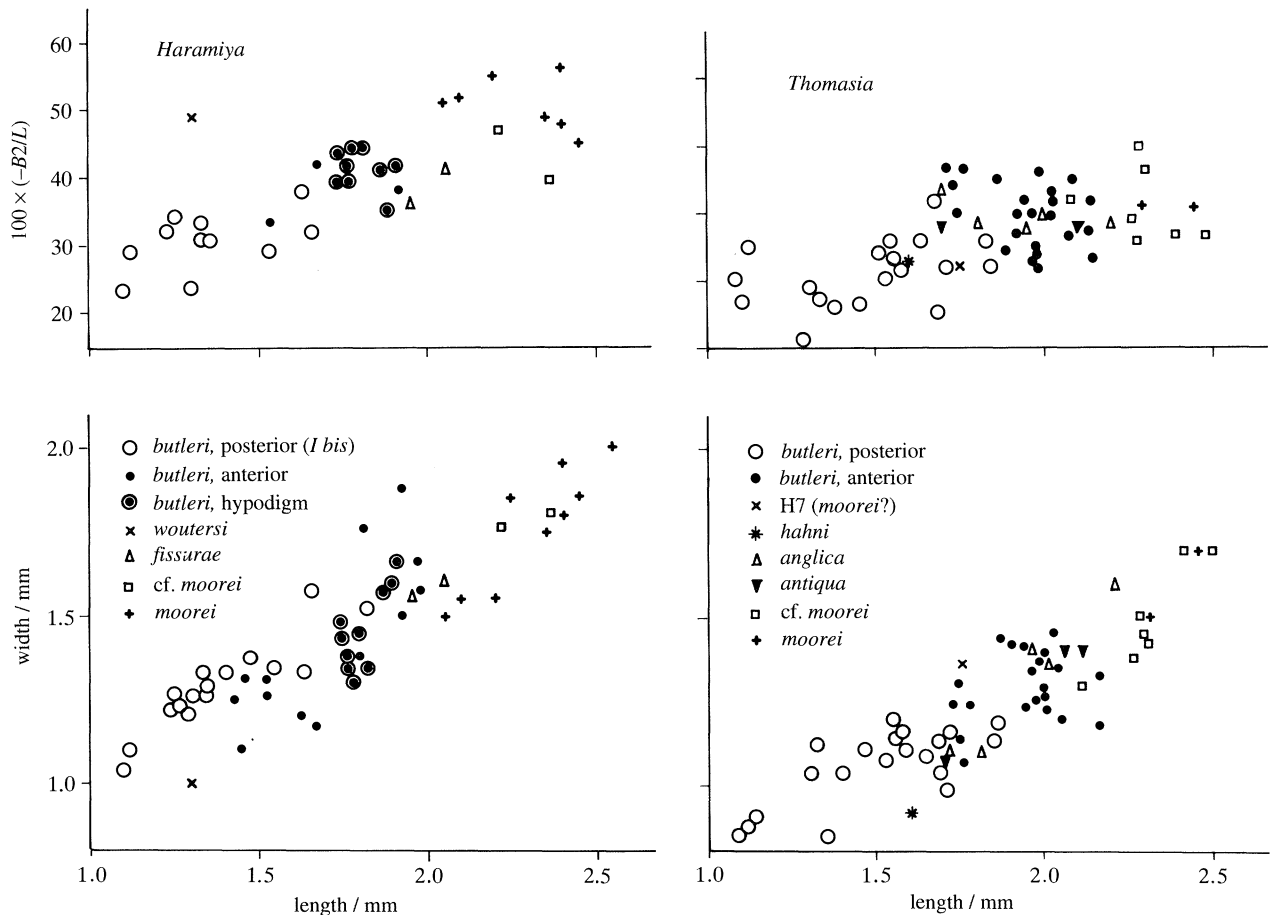 Haramiya
60
50
40
30
20
100 × (−B2/L)
Thomasia
2.0
1.5
1.0
width / mm
butleri, posterior (I bis)
butleri, anterior
butleri, hypodigm
woutersi
fissurae
cf. moorei
moorei
1.0 1.5 2.0 2.5
length / mm
butleri, posterior
butleri, anterior
H7 (moorei?)
hahni
anglica
antiqua
cf. moorei
moorei
1.0 1.5 2.0 2.5
length / mm